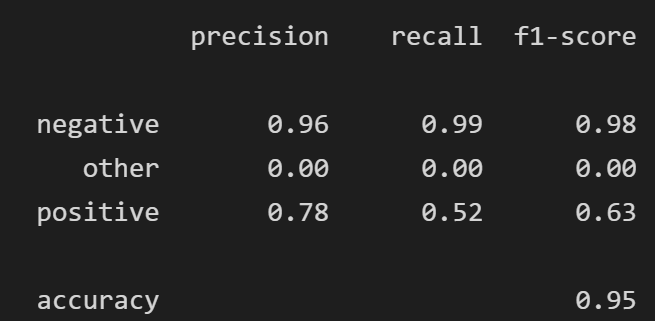 precision recall f1-score
negative 0.96 0.99 0.98
other 0.00 0.00 0.00
positive 0.78 0.52 0.63
accuracy 0.95